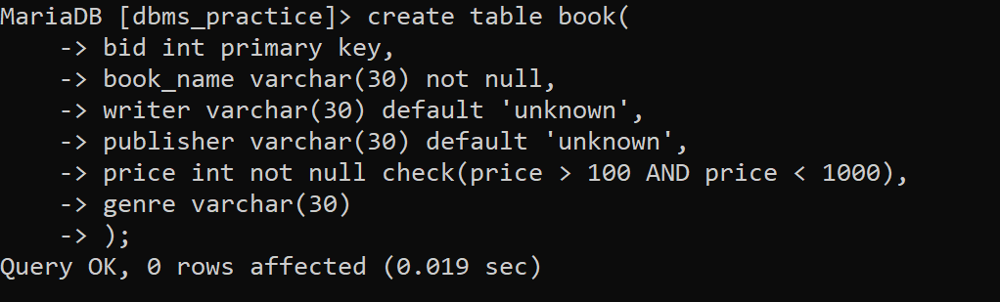 MariaDB [dbms_practice]> create table book(
    -> bid int primary key,
    -> book_name varchar(30) not null,
    -> writer varchar(30) default 'unknown',
    -> publisher varchar(30) default 'unknown',
    -> price int not null check(price > 100 AND price < 1000),
    -> genre varchar(30)
    -> );
Query OK, 0 rows affected (0.019 sec)